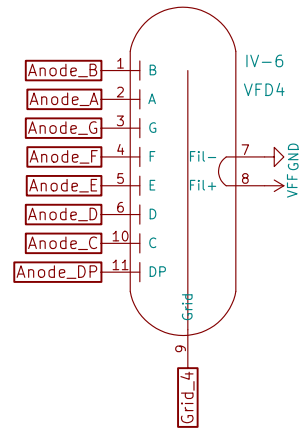 IV-6
VFD4
Anode_B 1 B
Anode_A 2 A
Anode_G 3 G
Anode_F 4 F Fil- 7 GND
Anode_E 5 E Fil+ 8 VFF
Anode_D 6 D
Anode_C 10 C
Anode_DP 11 DP
Grid
9
Grid_4